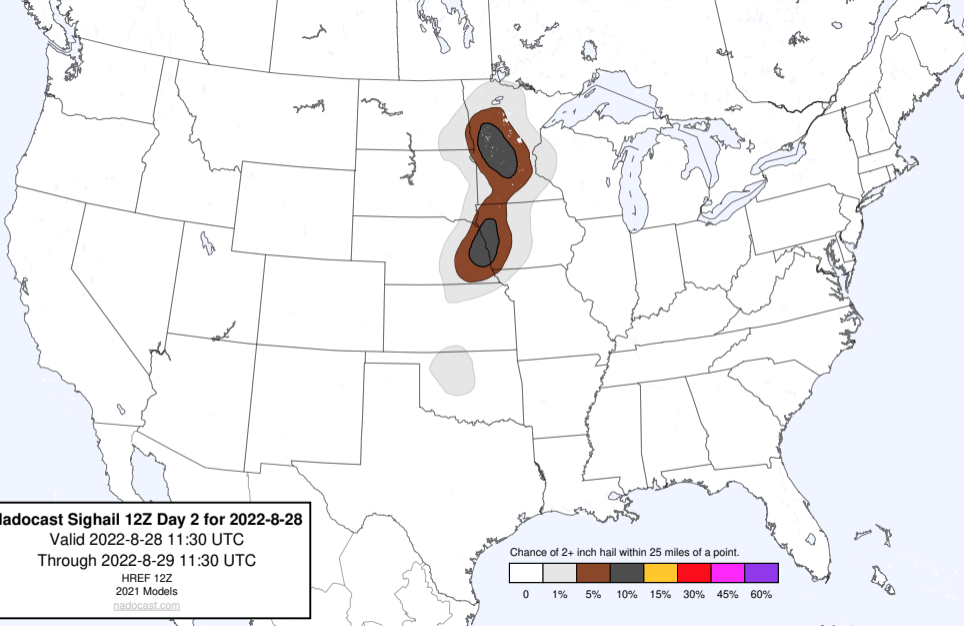 adocast Sighail 12Z Day 2 for 2022-8-28
Valid 2022-8-28 11:30 UTC
Through 2022-8-29 11:30 UTC
HREF 12Z
2021 Models
nadocast.com
Chance of 2+ inch hail within 25 miles of a point.
0 1% 5% 10% 15% 30% 45% 60%